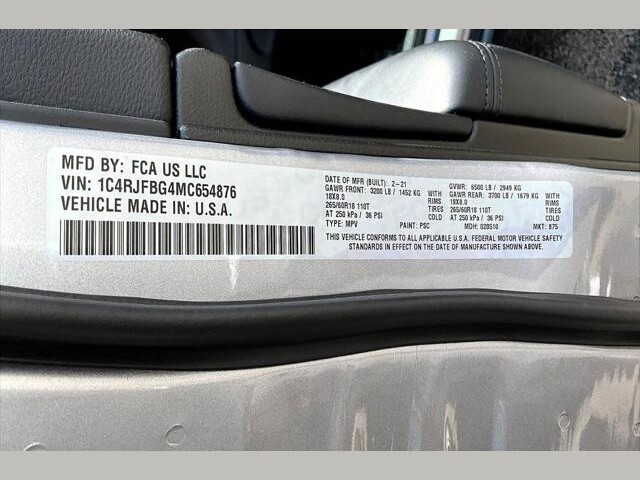 MFD BY: FCA US LLC
VIN: 1C4RJFBG4MC654876
VEHICLE MADE IN: U.S.A.
DATE OF MFR (BUILT): 2-21 GVWR: 6500 LB / 2949 KG
GAWR FRONT: 3200 LB / 1452 KG WITH GAWR REAR: 3700 LB / 1679 KG WITH
18X8.0 RIMS 18X8.0 RIMS
265/60R18 110T TIRES 265/60R18 110T TIRES
AT 250 kPa / 36 PSI AT 250 kPa / 36 PSI
TYPE: MPV PAINT: PSC MDH: 020510 MKT: 875
THIS VEHICLE CONFORMS TO ALL APPLICABLE U.S.A. FEDERAL MOTOR VEHICLE SAFETY
STANDARDS IN EFFECT ON THE DATE OF MANUFACTURE SHOWN ABOVE.